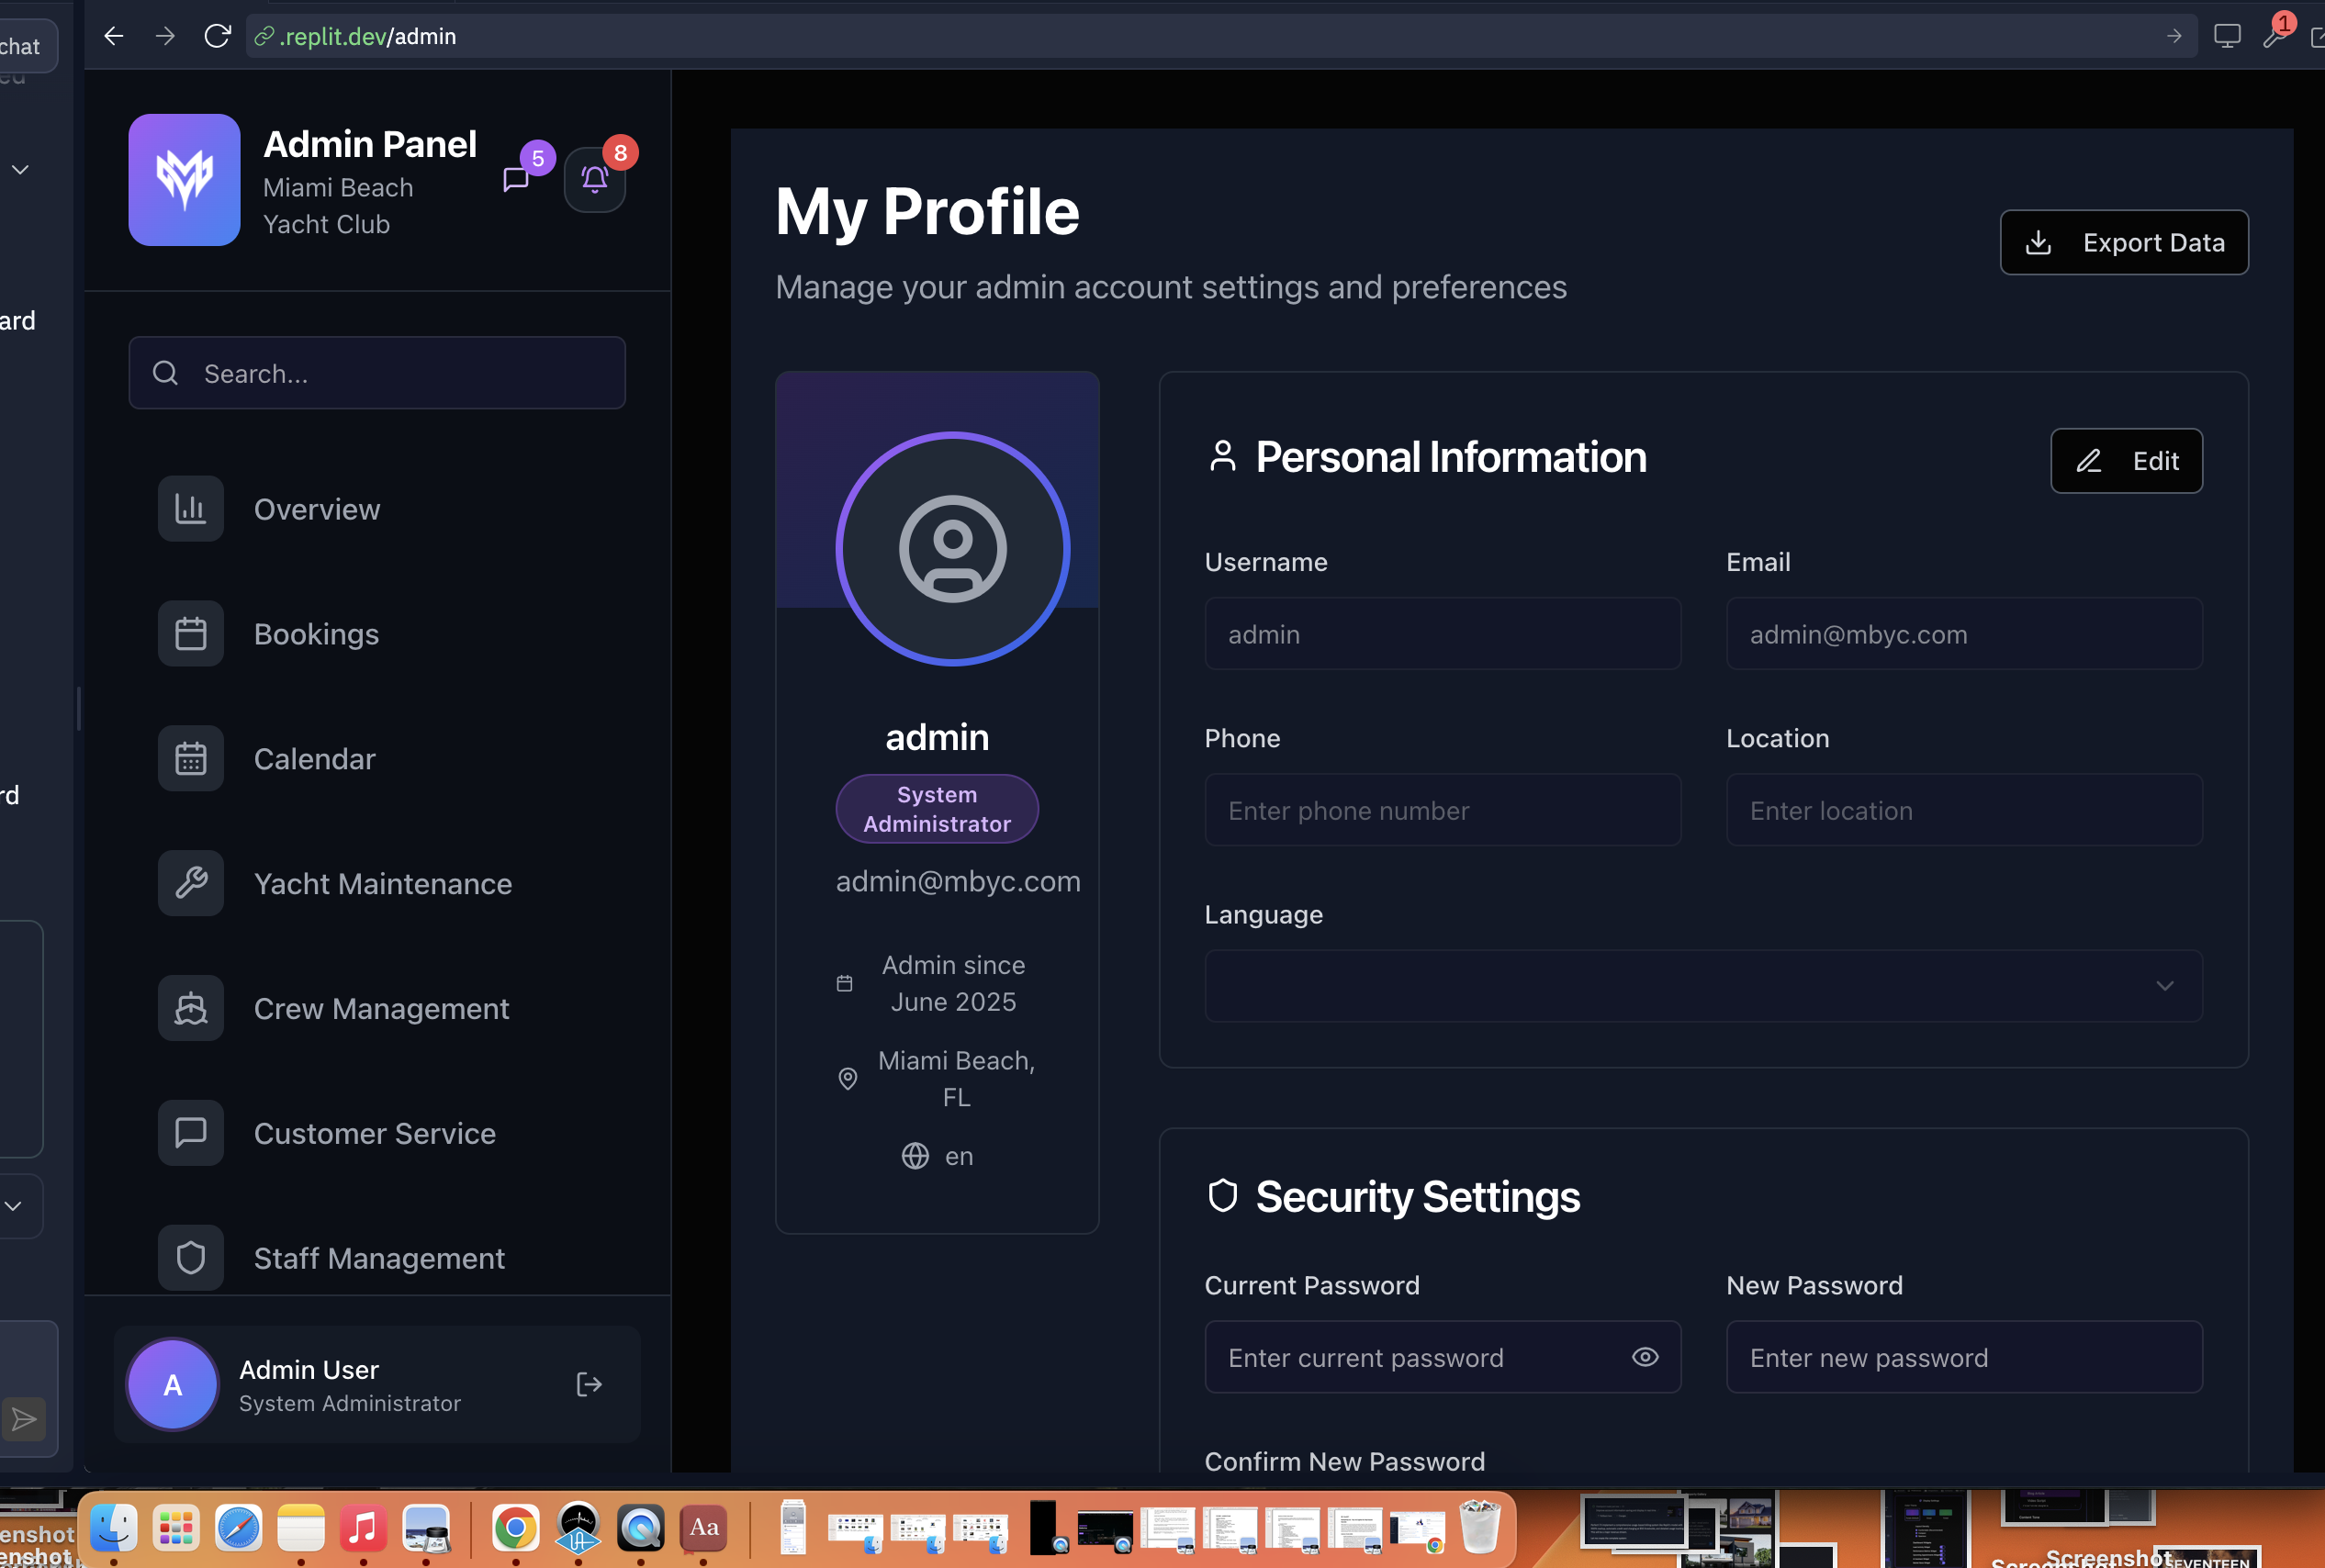 chat
.replit.dev/admin
1
ard
rd
Admin Panel
Miami Beach
Yacht Club
5
8
Search...
Overview
Bookings
Calendar
Yacht Maintenance
Crew Management
Customer Service
Staff Management
A
Admin User
System Administrator
My Profile
Manage your admin account settings and preferences
Export Data
admin
System
Administrator
admin@mbyc.com
Admin since
June 2025
Miami Beach,
FL
en
Personal Information
Edit
Username
Email
admin
admin@mbyc.com
Phone
Location
Enter phone number
Enter location
Language
Security Settings
Current Password
New Password
Enter current password
Enter new password
Confirm New Password
enshot
enshot
Aa
Screenshot
SEVENTEEN